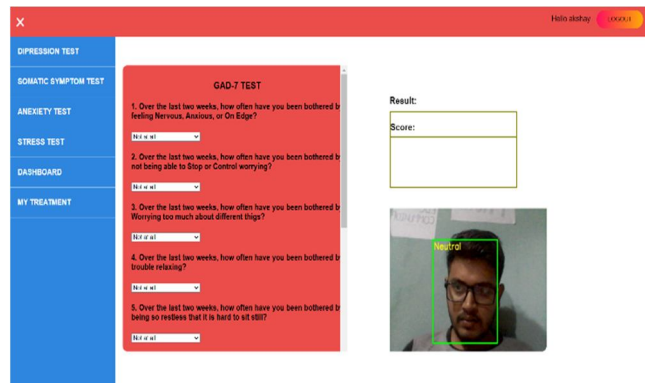 X
Hello akshay
LOGOUT
DIPRESSION TEST
SOMATIC SYMPTOM TEST
ANEXIETY TEST
STRESS TEST
DASHBOARD
MY TREATMENT
GAD-7 TEST
1. Over the last two weeks, how often have you been bothered b
feeling Nervous, Anxious, or On Edge?
Not at all
2. Over the last two weeks, how often have you been bothered b
not being able to Stop or Control worrying?
Not at all
3. Over the last two weeks, how often have you been bothered b
Worrying too much about different thigs?
Not at all
4. Over the last two weeks, how often have you been bothered b
trouble relaxing?
Not at all
5. Over the last two weeks, how often have you been bothered b
being so restless that it is hard to sit still?
Not at all
Result:
Score:
Neutral